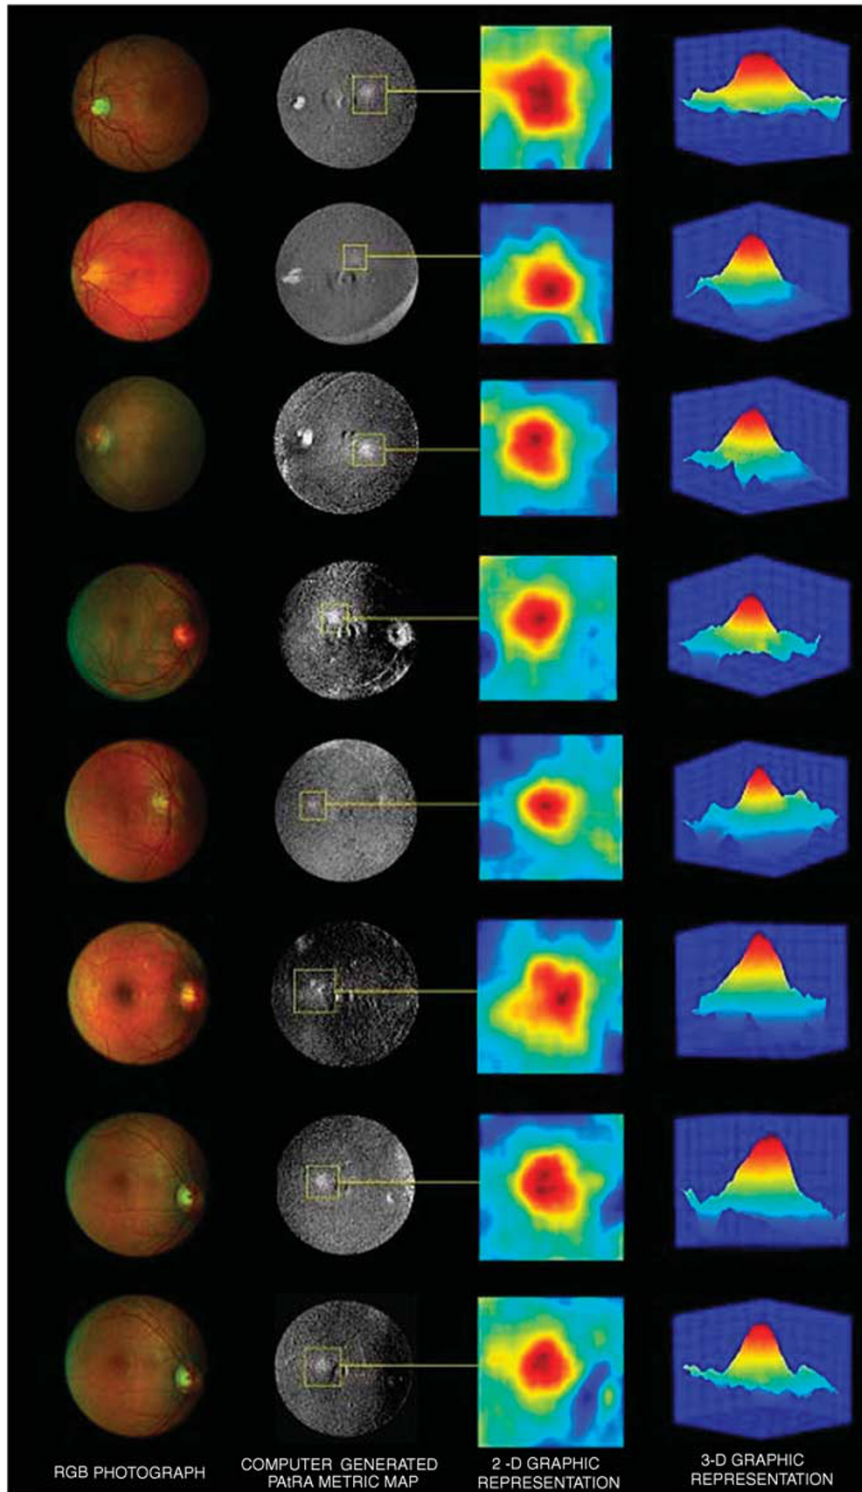 RGB PHOTOGRAPH
COMPUTER GENERATED
PAtRA METRIC MAP
2 -D GRAPHIC
REPRESENTATION
3-D GRAPHIC
REPRESENTATION